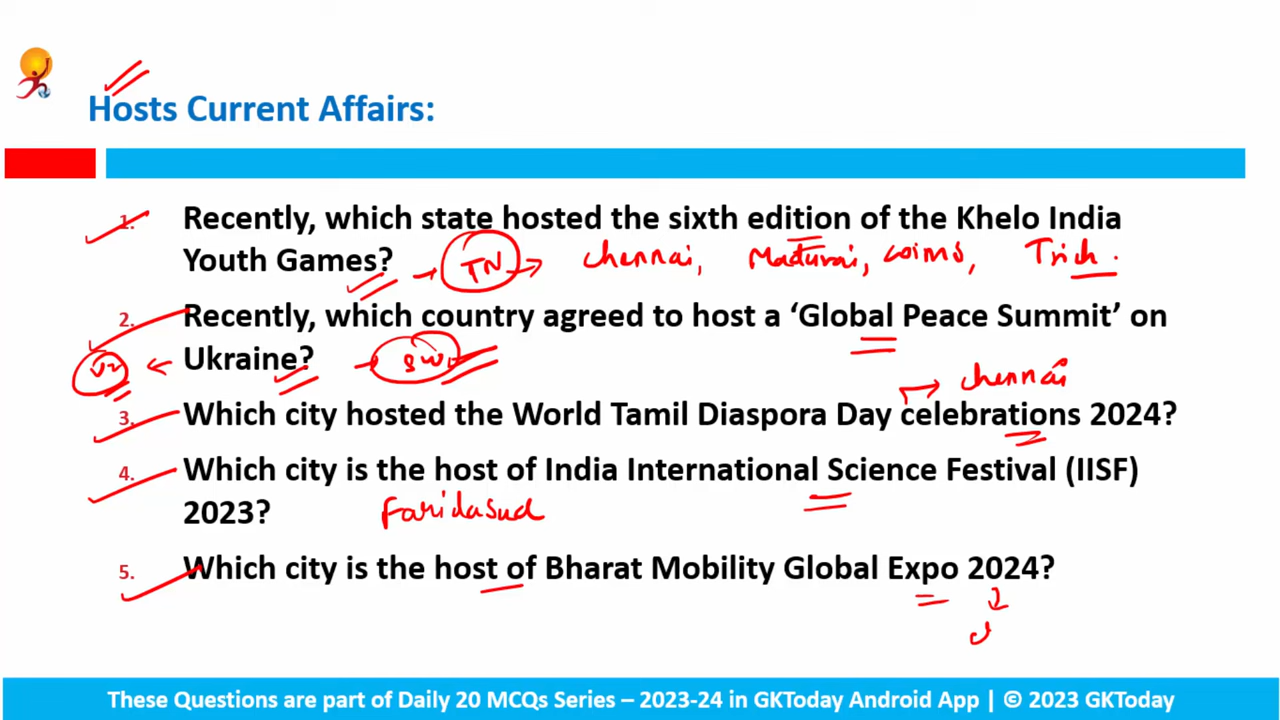 Hosts Current Affairs:
1. Recently, which state hosted the sixth edition of the Khelo India
Youth Games? TN Chennai, Madurai, coims, Trich.
2. Recently, which country agreed to host a ‘Global Peace Summit’ on
Ukraine?
Chennai
3. Which city hosted the World Tamil Diaspora Day celebrations 2024?
4. Which city is the host of India International Science Festival (IISF)
2023? Faridasud
5. Which city is the host of Bharat Mobility Global Expo 2024?
These Questions are part of Daily 20 MCQs Series – 2023-24 in GKToday Android App | © 2023 GKToday